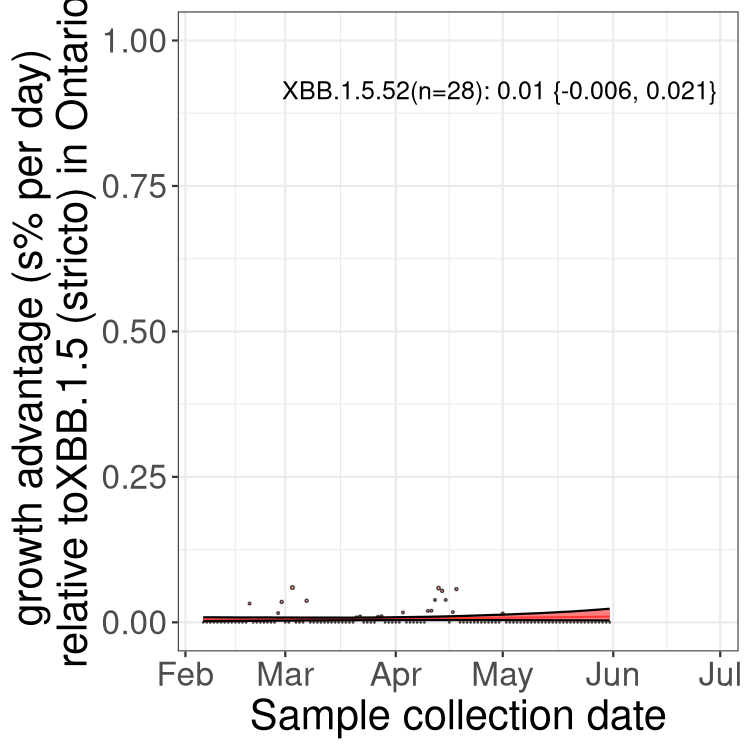 growth advantage (s% per day)
relative toXBB.1.5 (stricto) in Ontario
1.00
0.75
0.50
0.25
0.00
XBB.1.5.52(n=28): 0.01 {-0.006, 0.021}
Feb Mar Apr May Jun Jul
Sample collection date